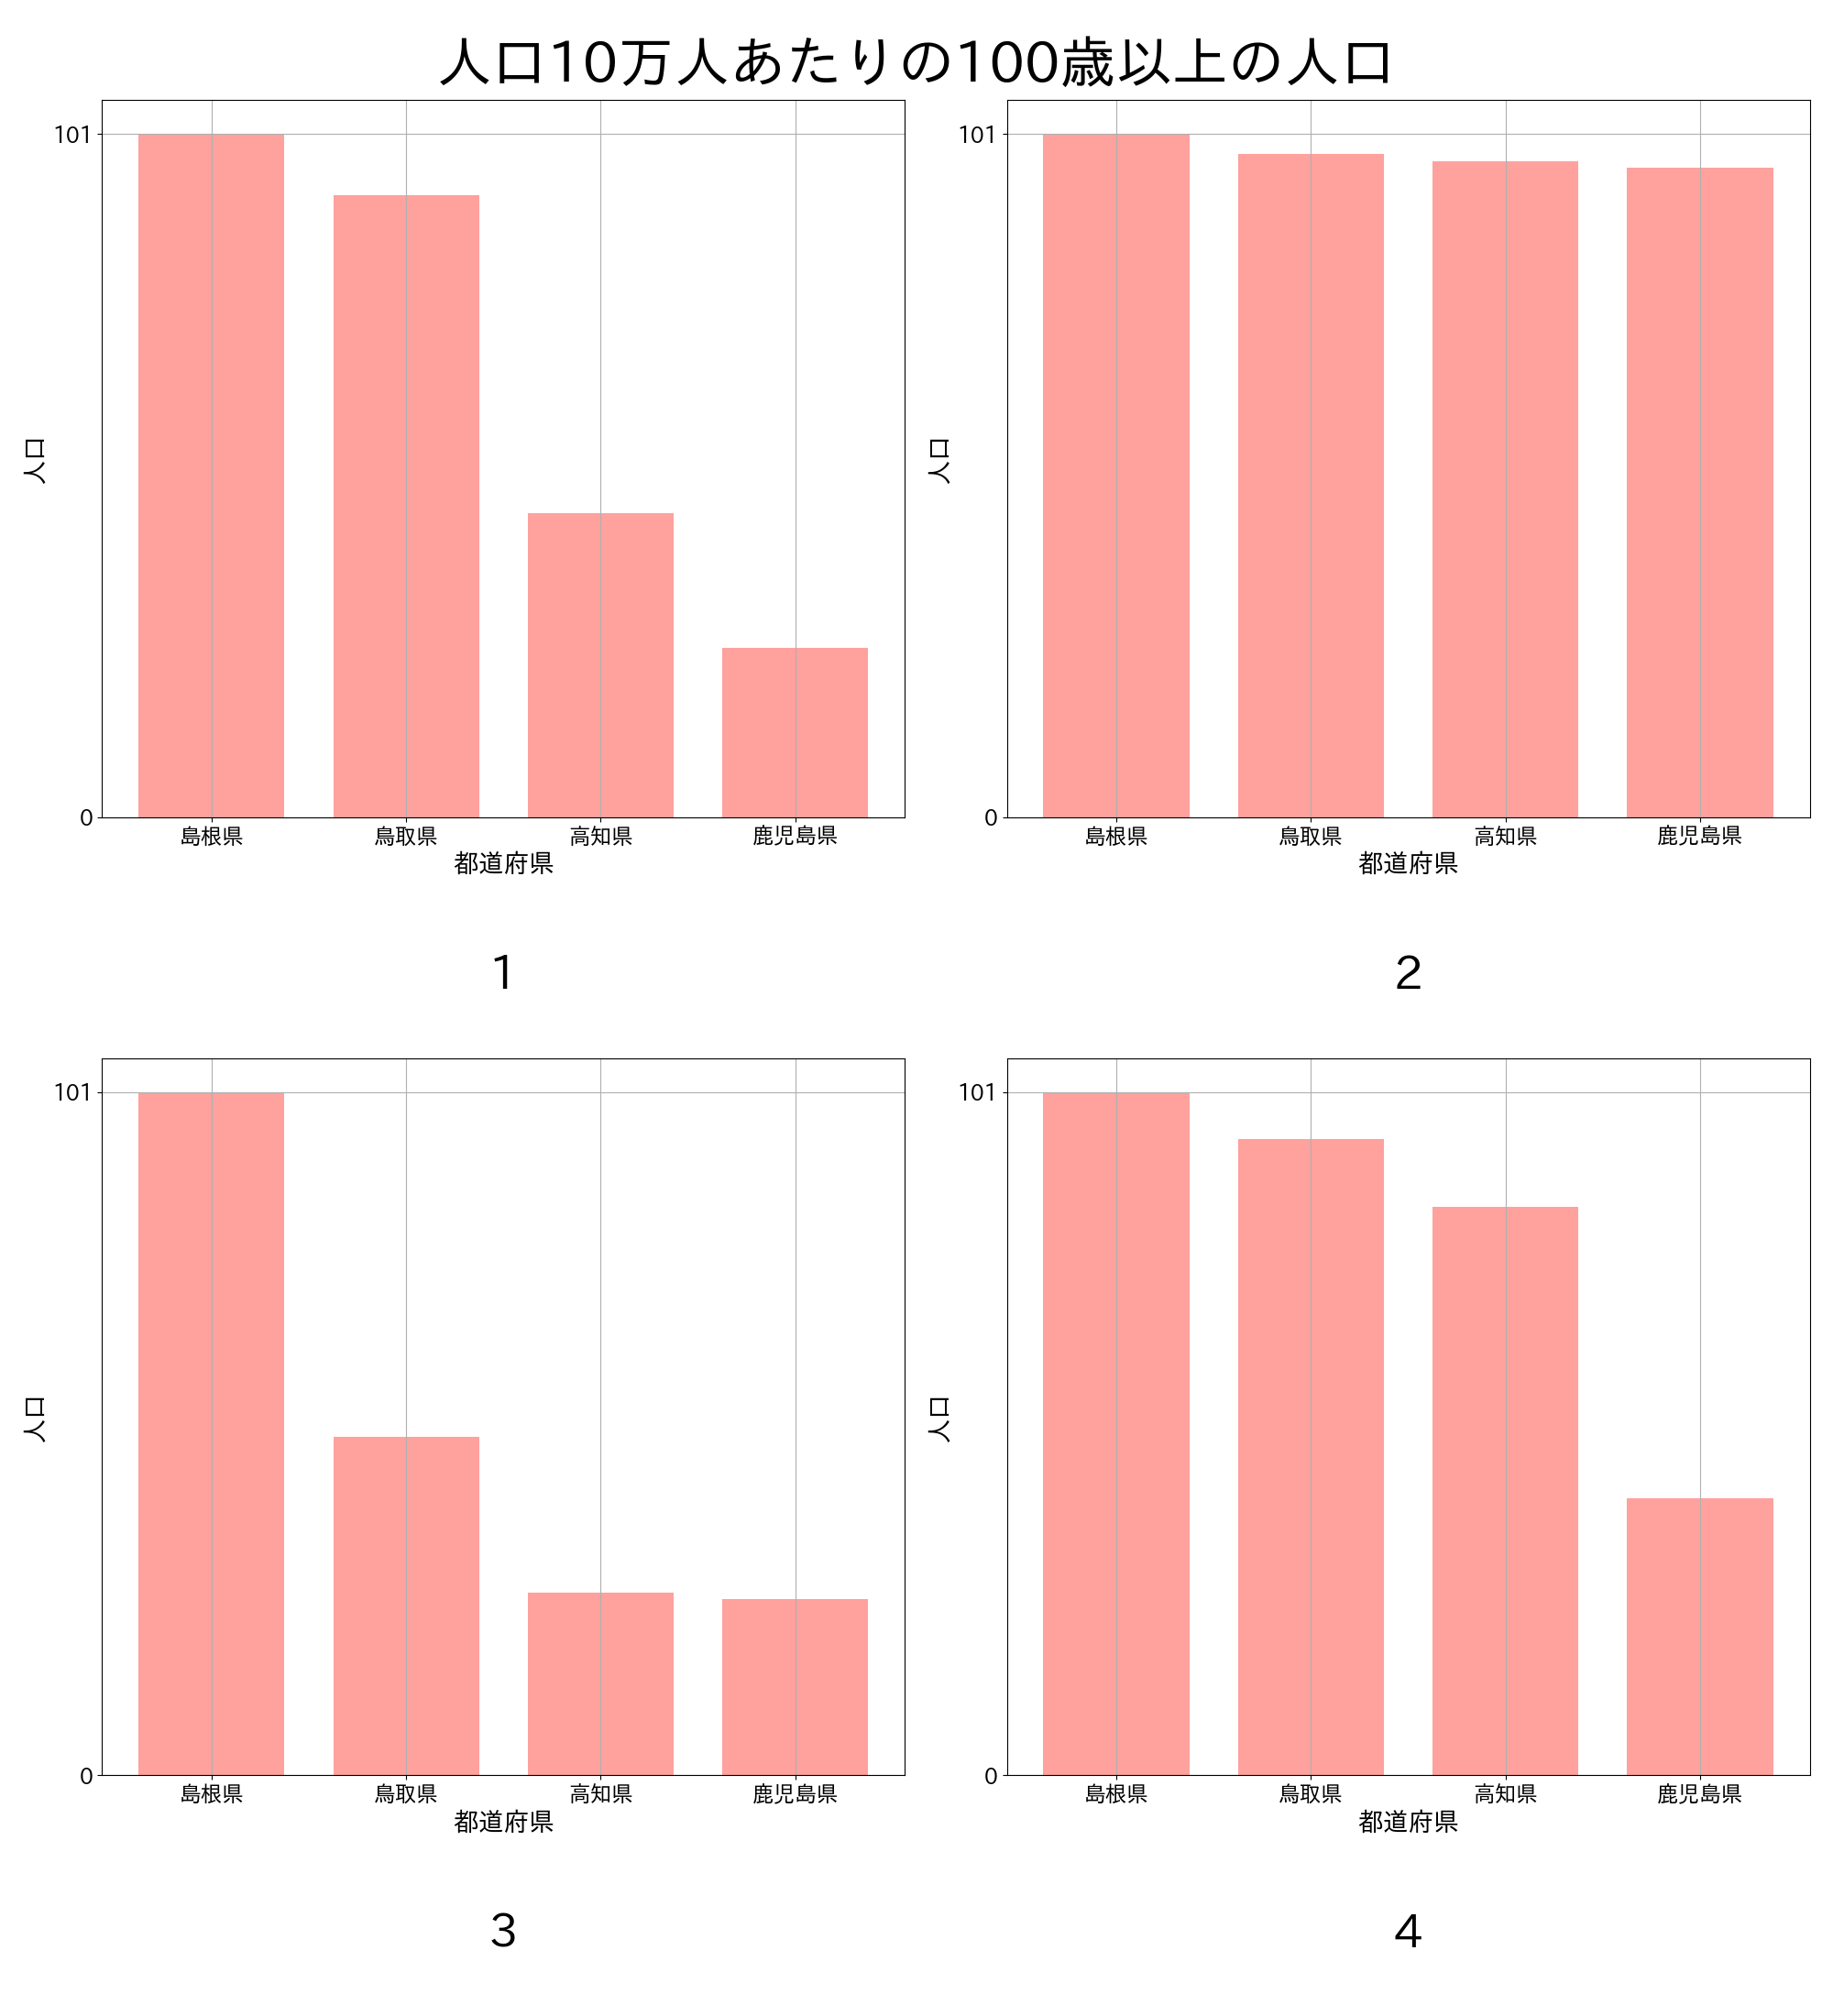 人口10万人あたりの100歳以上の人口
101
0
人口
島根県 鳥取県 高知県 鹿児島県
都道府県
1
101
0
人口
島根県 鳥取県 高知県 鹿児島県
都道府県
2
101
0
人口
島根県 鳥取県 高知県 鹿児島県
都道府県
3
101
0
人口
島根県 鳥取県 高知県 鹿児島県
都道府県
4